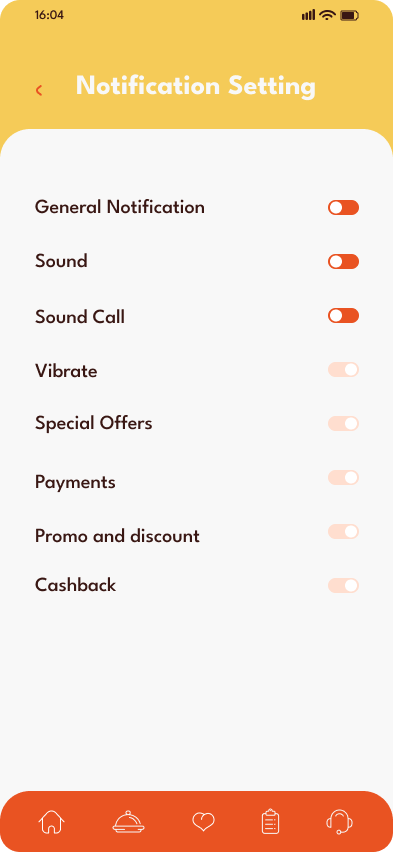 16:04
Notification Setting
General Notification
Sound
Sound Call
Vibrate
Special Offers
Payments
Promo and discount
Cashback